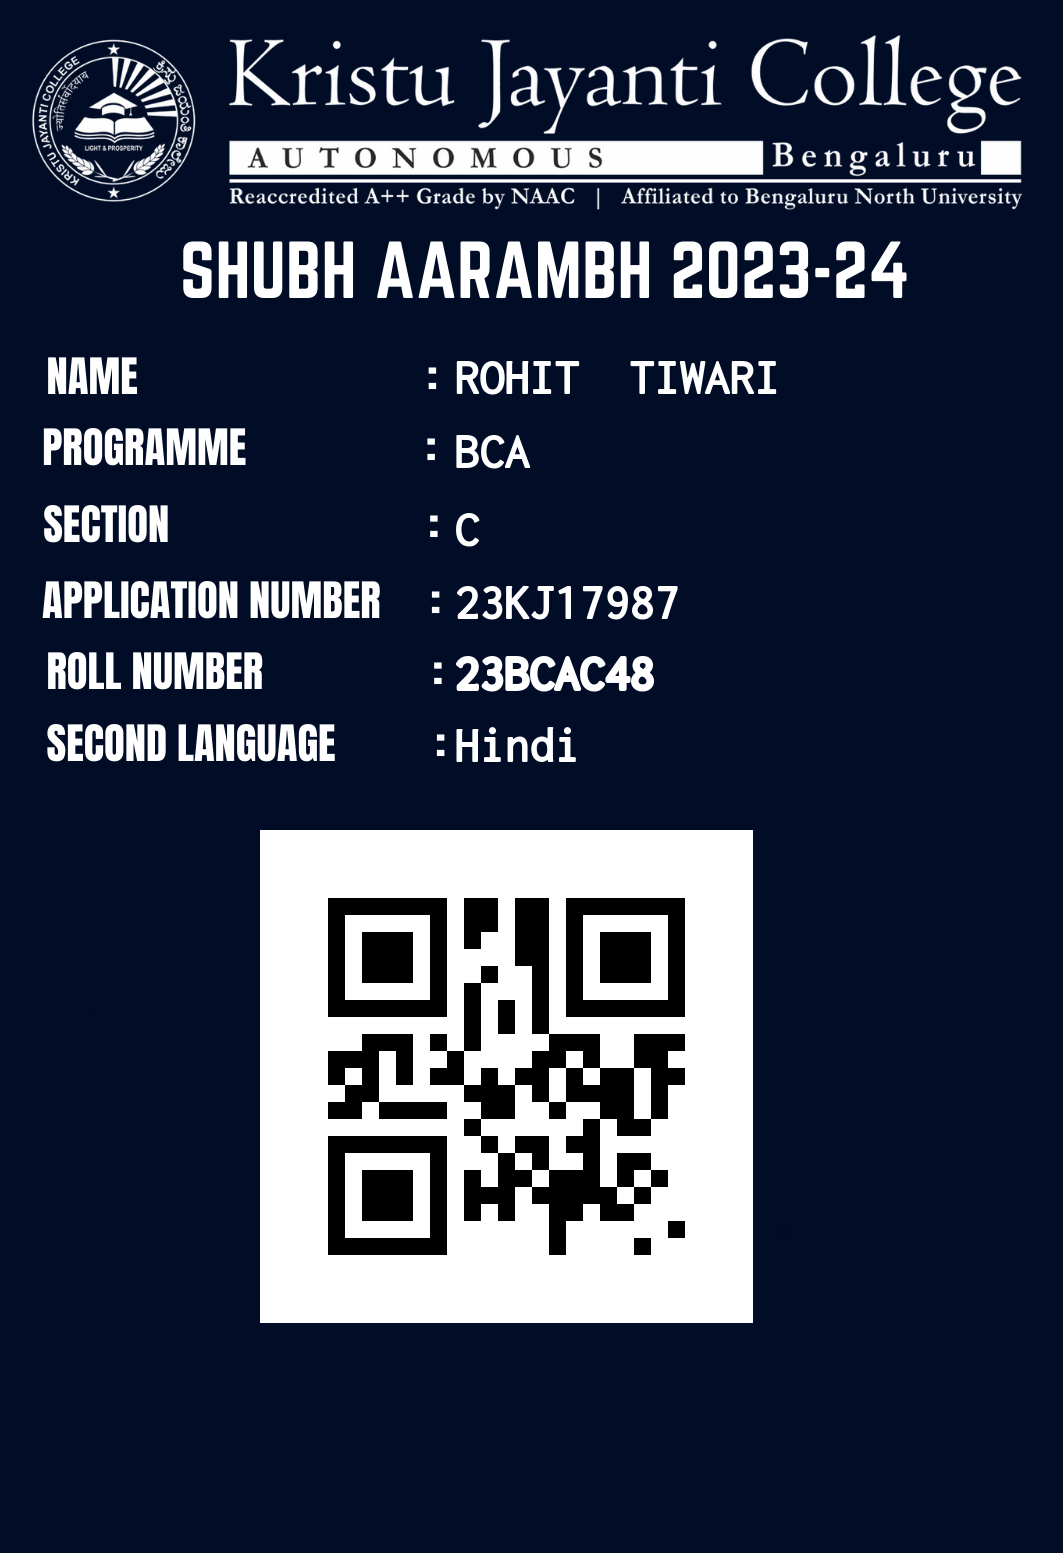 KRISTU JAYANTI COLLEGE
LIGHT & PROSPERITY
Kristu Jayanti College
AUTONOMOUS Bengaluru
Reaccredited A++ Grade by NAAC | Affiliated to Bengaluru North University
SHUBH AARAMBH 2023-24
NAME : ROHIT TIWARI
PROGRAMME : BCA
SECTION : C
APPLICATION NUMBER : 23KJ17987
ROLL NUMBER : 23BCAC48
SECOND LANGUAGE : Hindi